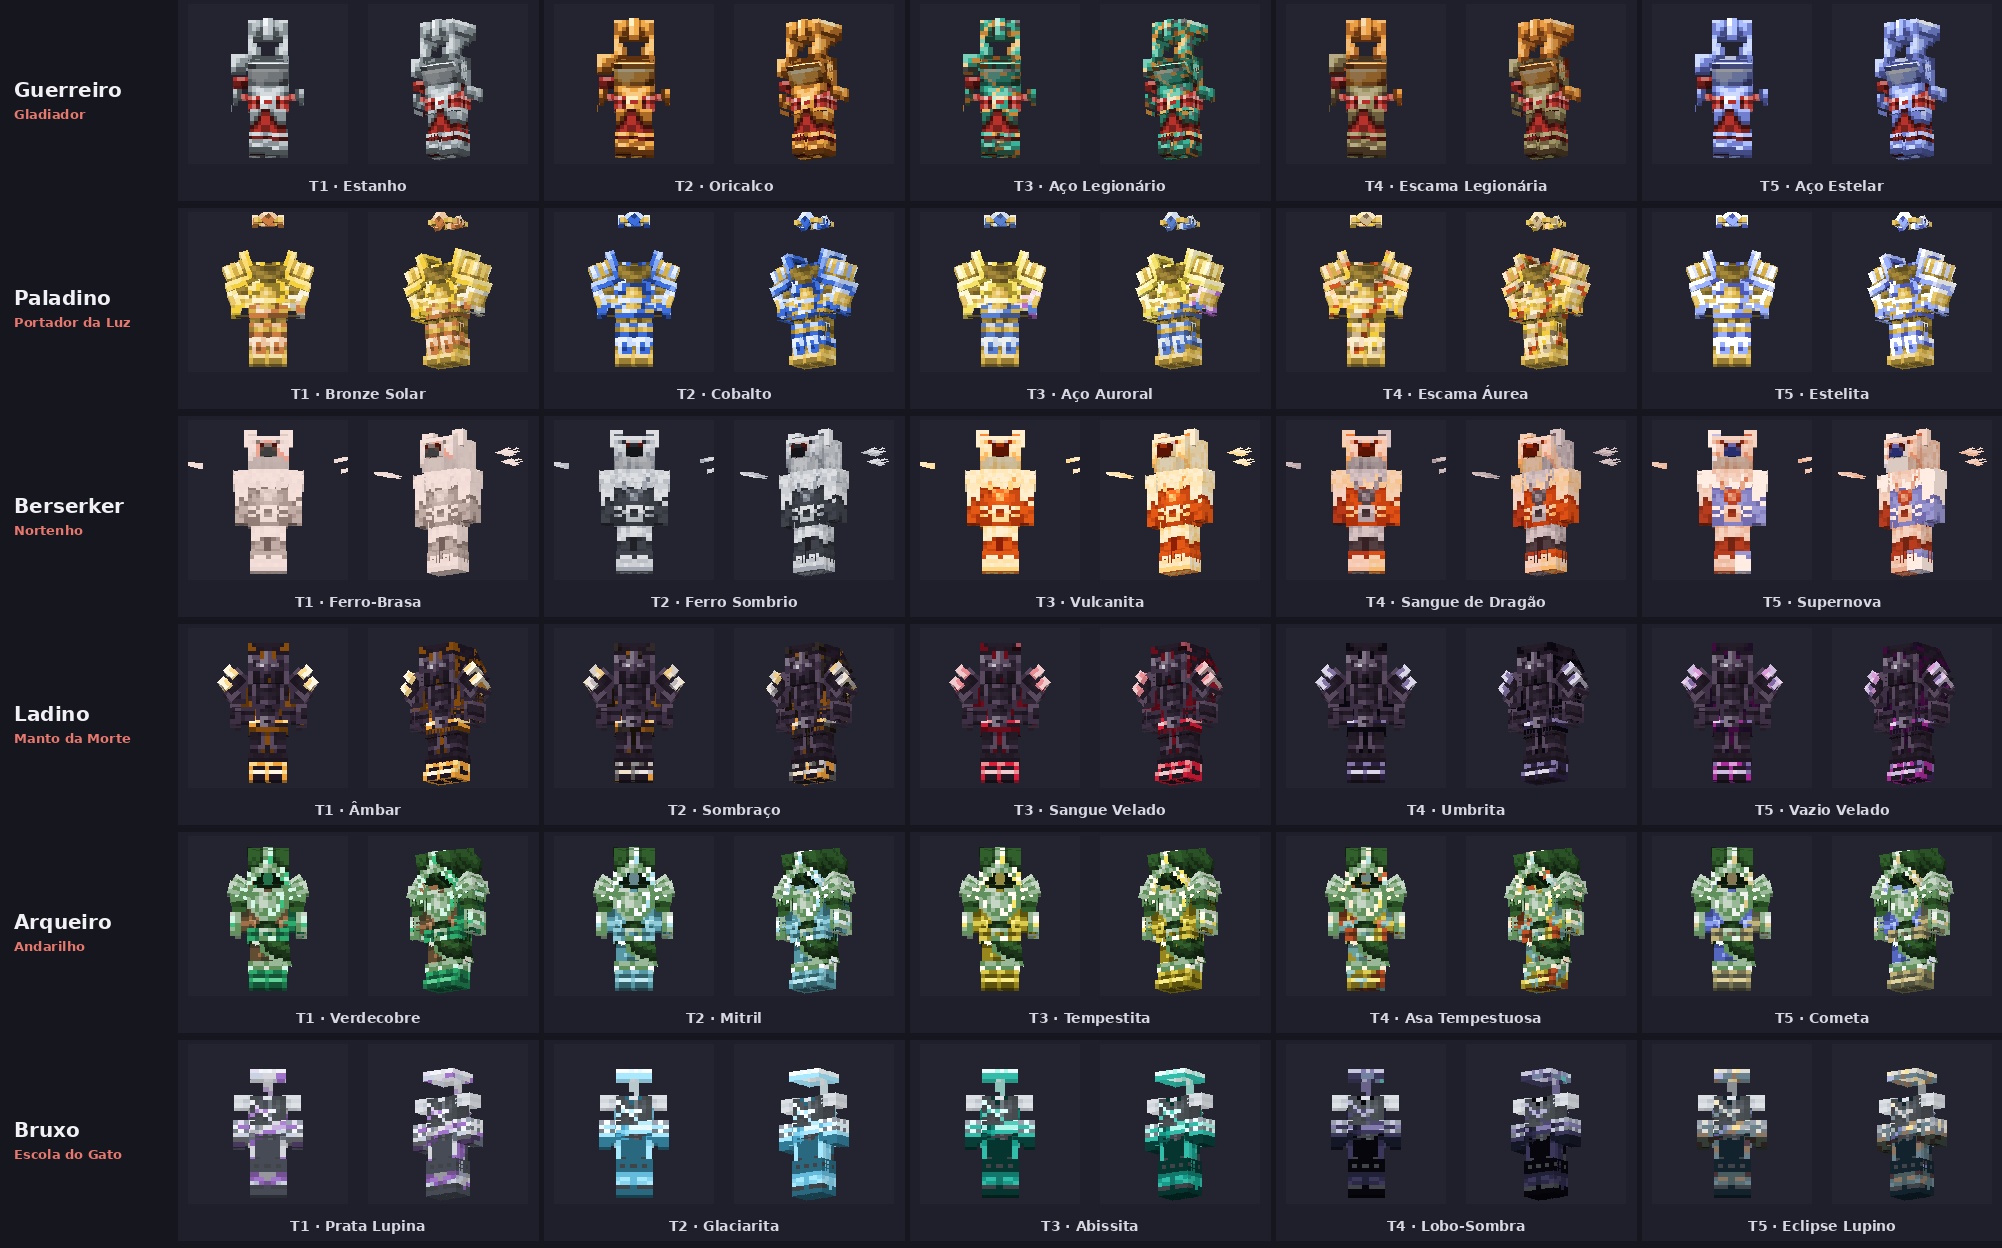 Guerreiro
Gladiador
T1 · Estanho
T2 · Oricalco
T3 · Aço Legionário
T4 · Escama Legionária
T5 · Aço Estelar
Paladino
Portador da Luz
T1 · Bronze Solar
T2 · Cobalto
T3 · Aço Auroral
T4 · Escama Áurea
T5 · Estelita
Berserker
Nortenho
T1 · Ferro-Brasa
T2 · Ferro Sombrio
T3 · Vulcanita
T4 · Sangue de Dragão
T5 · Supernova
Ladino
Manto da Morte
T1 · Âmbar
T2 · Sombraço
T3 · Sangue Velado
T4 · Umbrita
T5 · Vazio Velado
Arqueiro
Andarilho
T1 · Verdecobre
T2 · Mitril
T3 · Tempestita
T4 · Asa Tempestuosa
T5 · Cometa
Bruxo
Escola do Gato
T1 · Prata Lupina
T2 · Glaciarita
T3 · Abissita
T4 · Lobo-Sombra
T5 · Eclipse Lupino